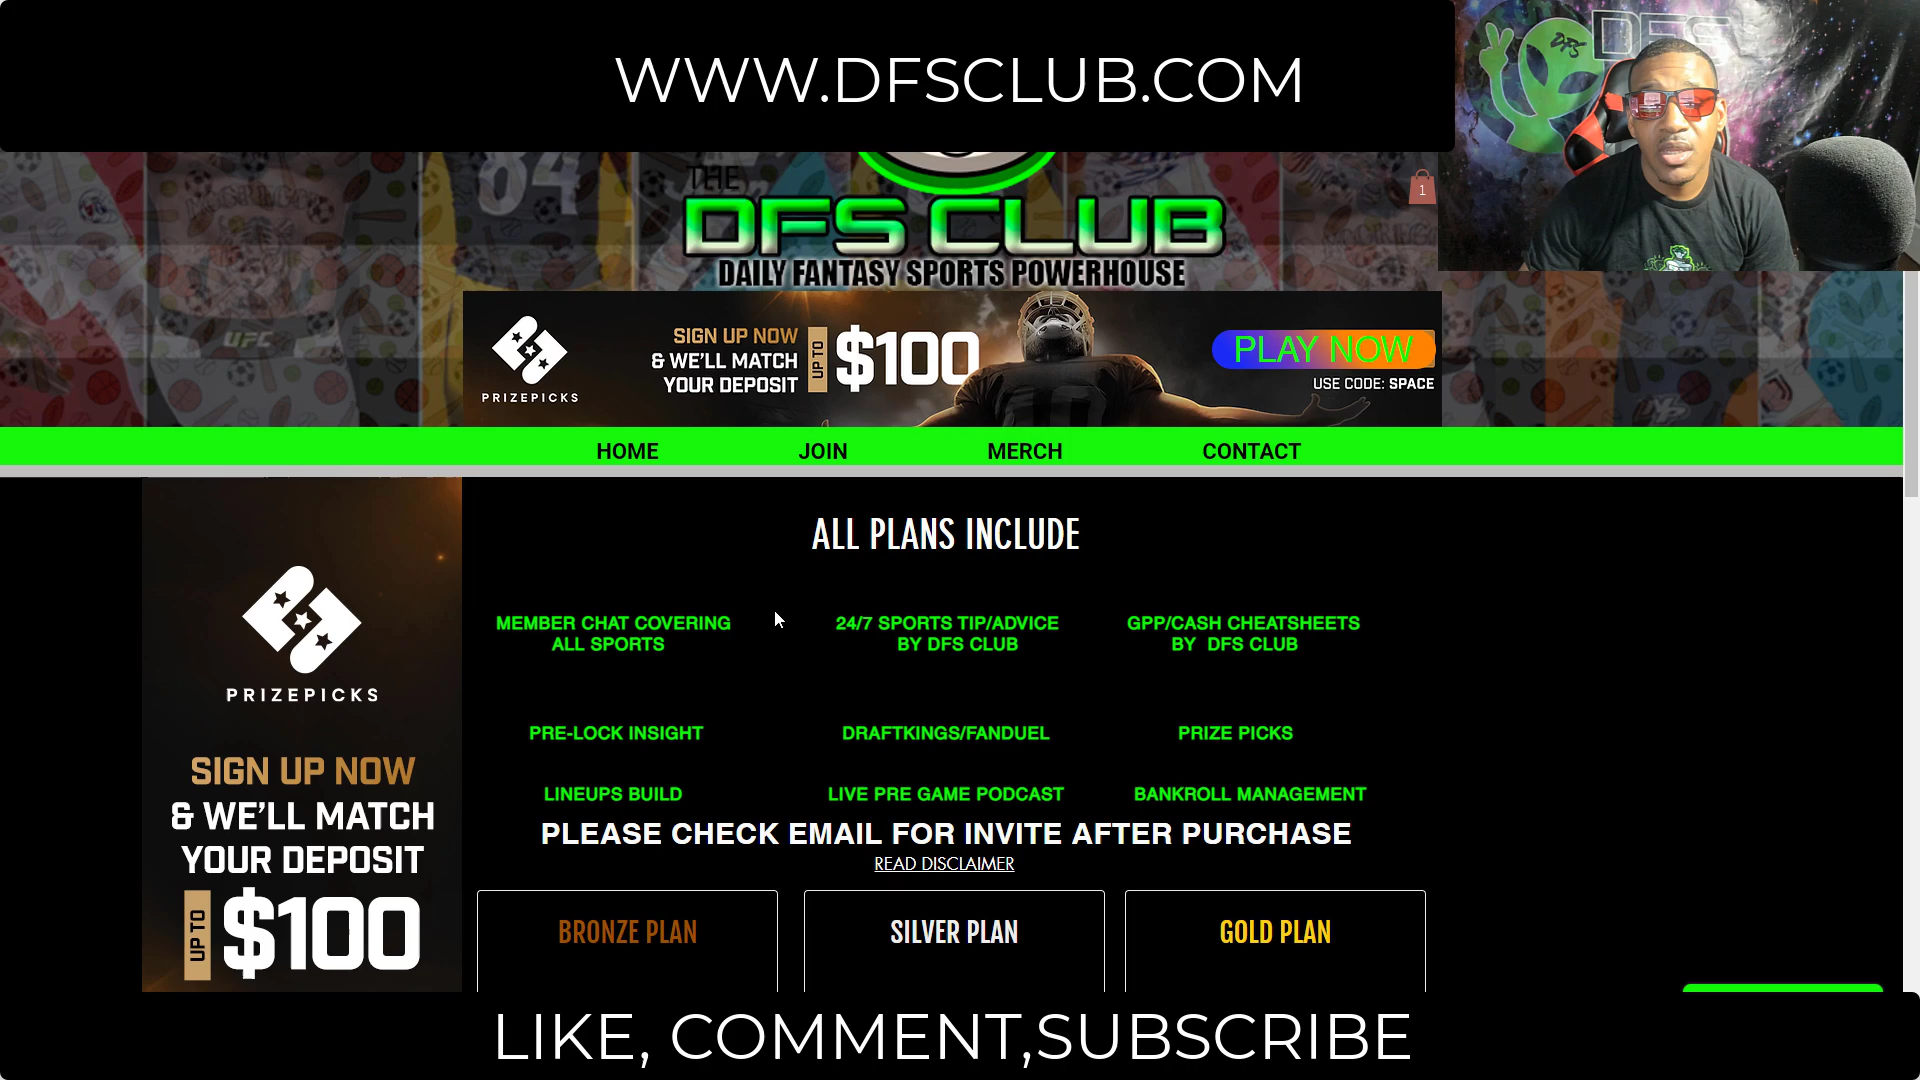 WWW.DFSCLUB.COM
DFS
DFS
THE
84
1
DFS CLUB
DAILY FANTASY SPORTS POWERHOUSE
UFC
PRIZEPICKS
SIGN UP NOW
& WE'LL MATCH
YOUR DEPOSIT
UP TO
$100
PLAY NOW
USE CODE: SPACE
HOME
JOIN
MERCH
CONTACT
ALL PLANS INCLUDE
MEMBER CHAT COVERING
ALL SPORTS
24/7 SPORTS TIP/ADVICE
BY DFS CLUB
GPP/CASH CHEATSHEETS
BY DFS CLUB
PRE-LOCK INSIGHT
DRAFTKINGS/FANDUEL
PRIZE PICKS
LINEUPS BUILD
LIVE PRE GAME PODCAST
BANKROLL MANAGEMENT
PLEASE CHECK EMAIL FOR INVITE AFTER PURCHASE
READ DISCLAIMER
BRONZE PLAN
SILVER PLAN
GOLD PLAN
PRIZEPICKS
SIGN UP NOW
& WE'LL MATCH
YOUR DEPOSIT
UP TO
$100
LIKE, COMMENT,SUBSCRIBE